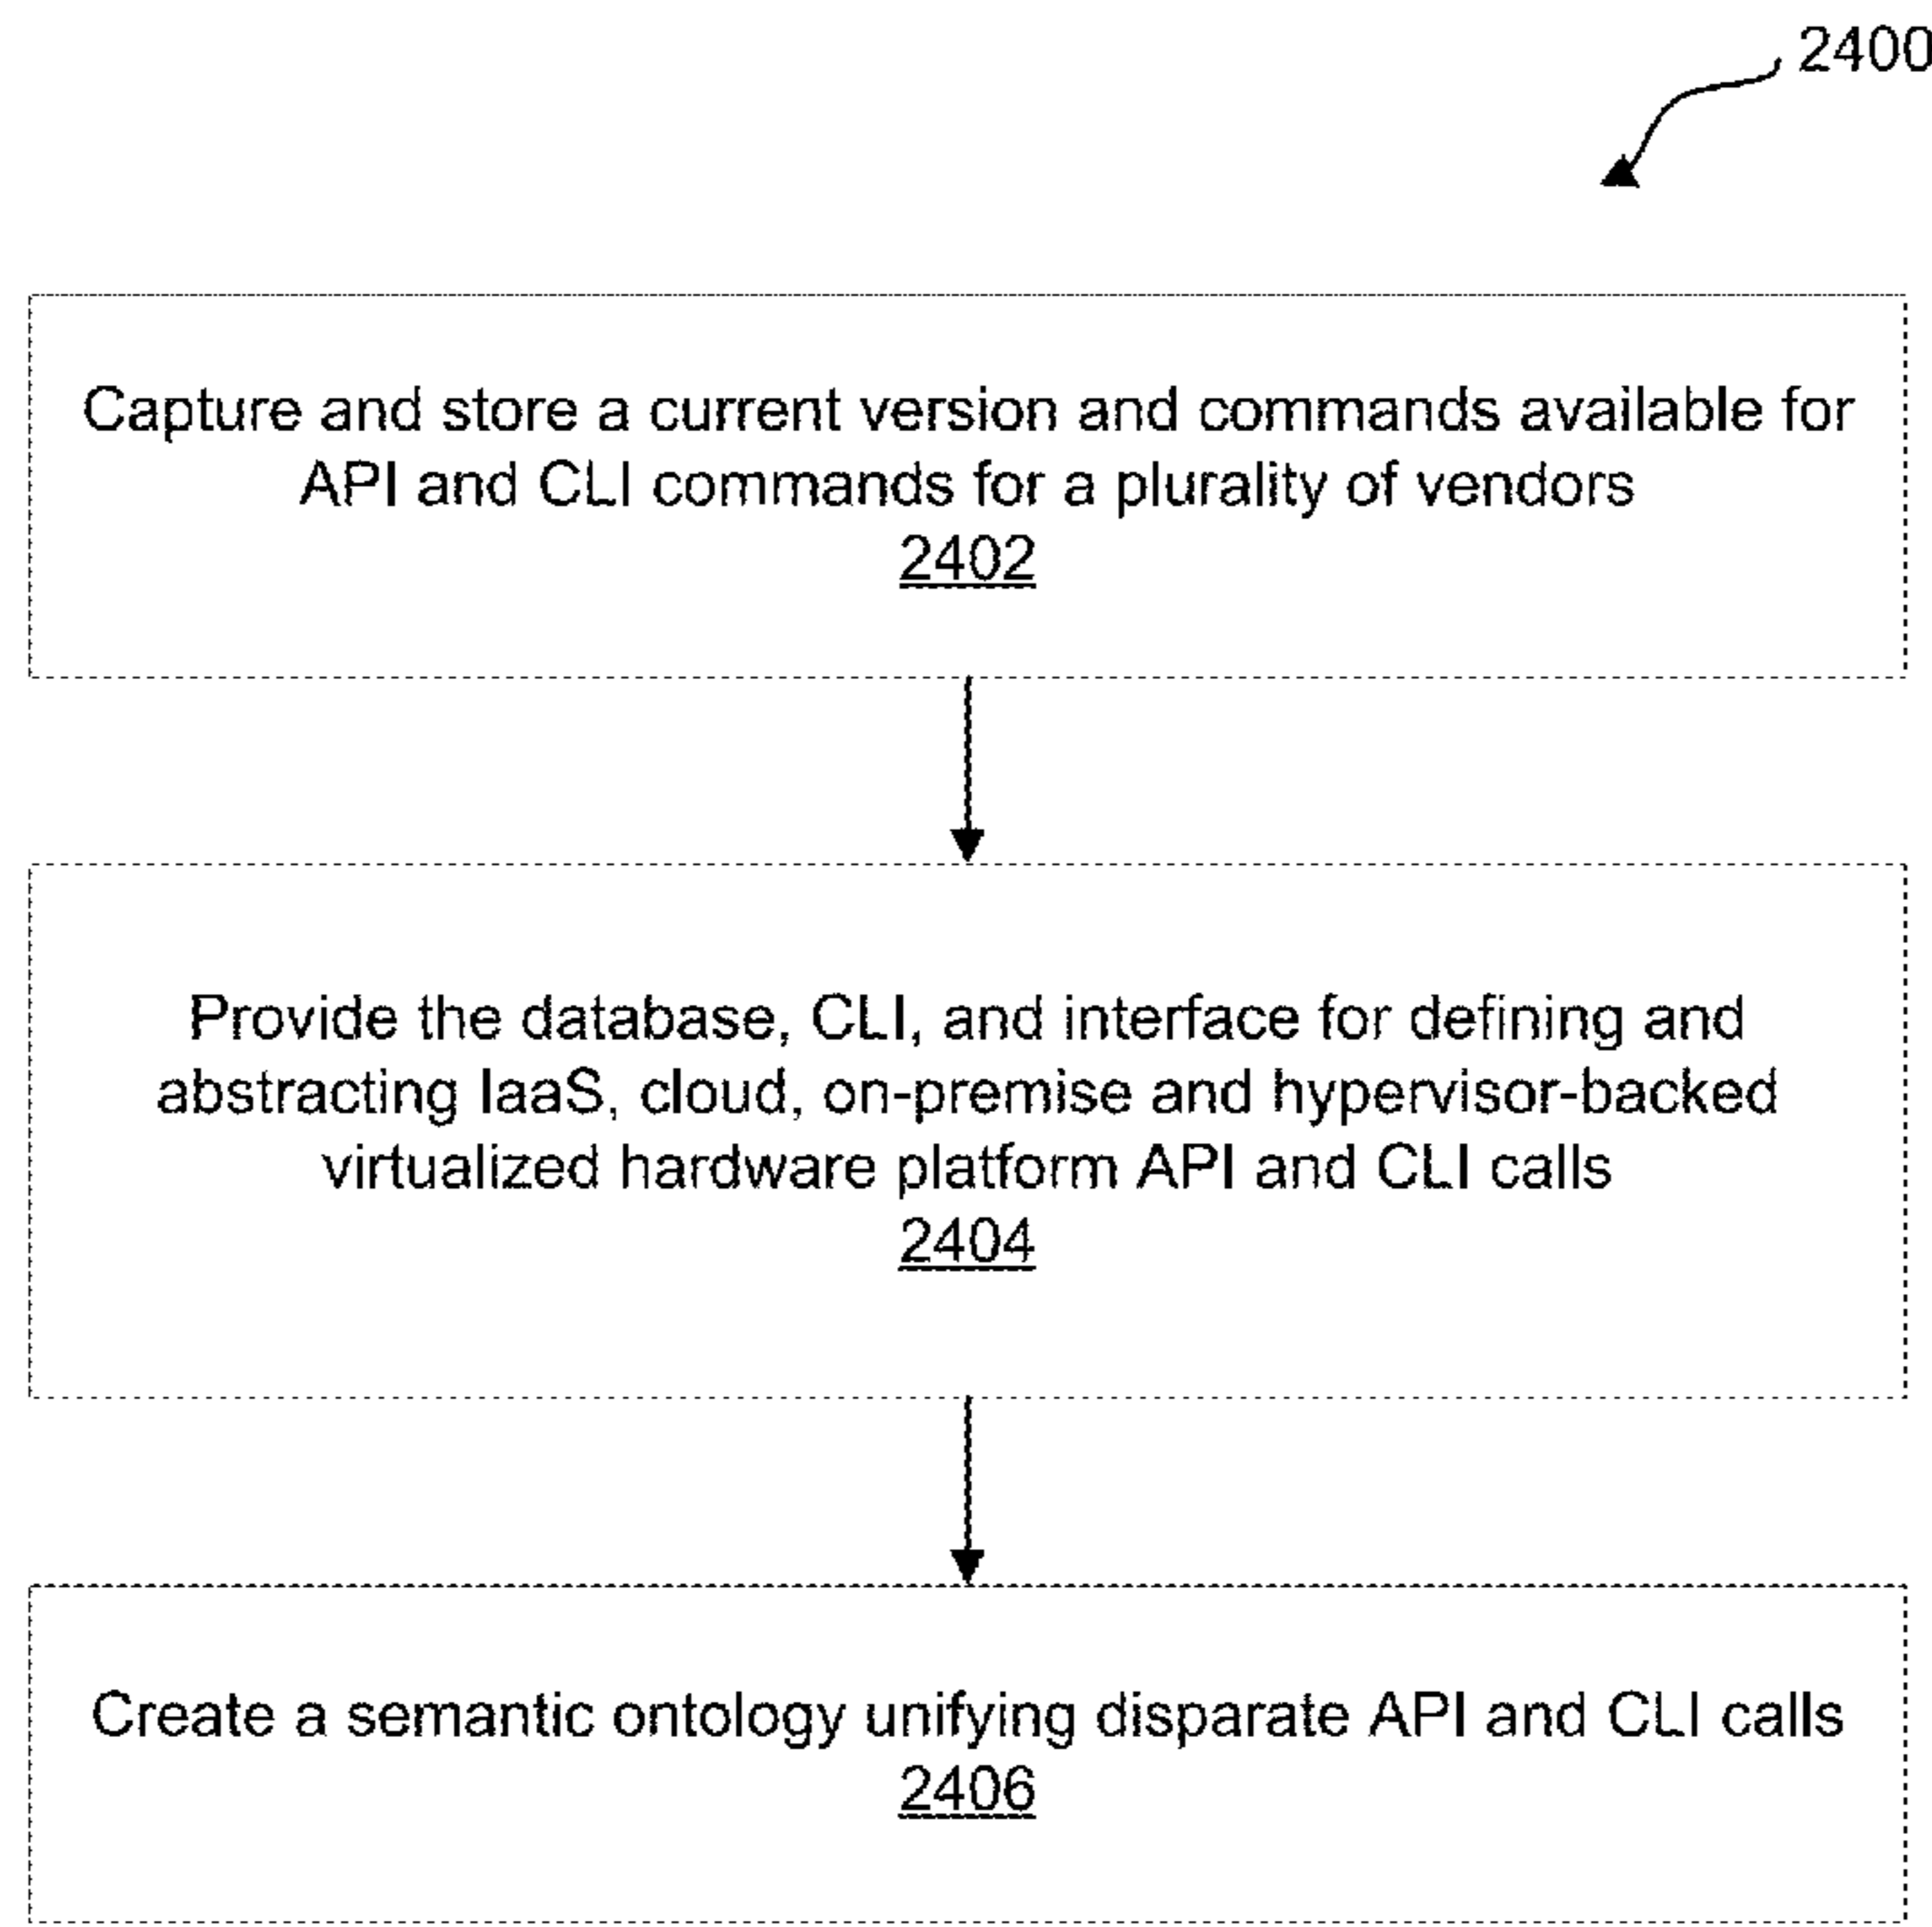 2400
Capture and store a current version and commands available for
API and CLI commands for a plurality of vendors
2402
Provide the database, CLI, and interface for defining and
abstracting IaaS, cloud, on-premise and hypervisor-backed
virtualized hardware platform API and CLI calls
2404
Create a semantic ontology unifying disparate API and CLI calls
2406